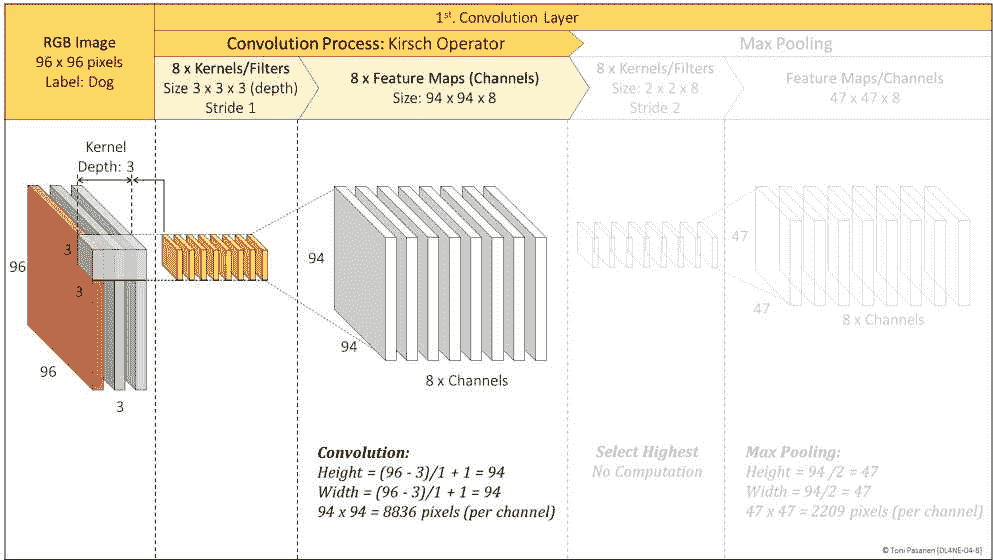 1st. Convolution Layer
RGB Image
96 x 96 pixels
Label: Dog
Convolution Process: Kirsch Operator
Max Pooling
8 x Kernels/Filters
Size 3 x 3 x 3 (depth)
Stride 1
8 x Feature Maps (Channels)
Size: 94 x 94 x 8
8 x Kernels/Filters
Size: 2 x 2 x 8
Stride 2
Feature Maps/Channels
47 x 47 x 8
Kernel
Depth: 3
3
96
3
96
3
94
94
8 x Channels
47
47
8 x Channels
Convolution:
Height = (96 - 3)/1 + 1 = 94
Width = (96 - 3)/1 + 1 = 94
94 x 94 = 8836 pixels (per channel)
Select Highest
No Computation
Max Pooling:
Height = 94 /2 = 47
Width = 94/2 = 47
47 x 47 = 2209 pixels (per channel)
© Toni Pasanen [DL4NE-04-8]